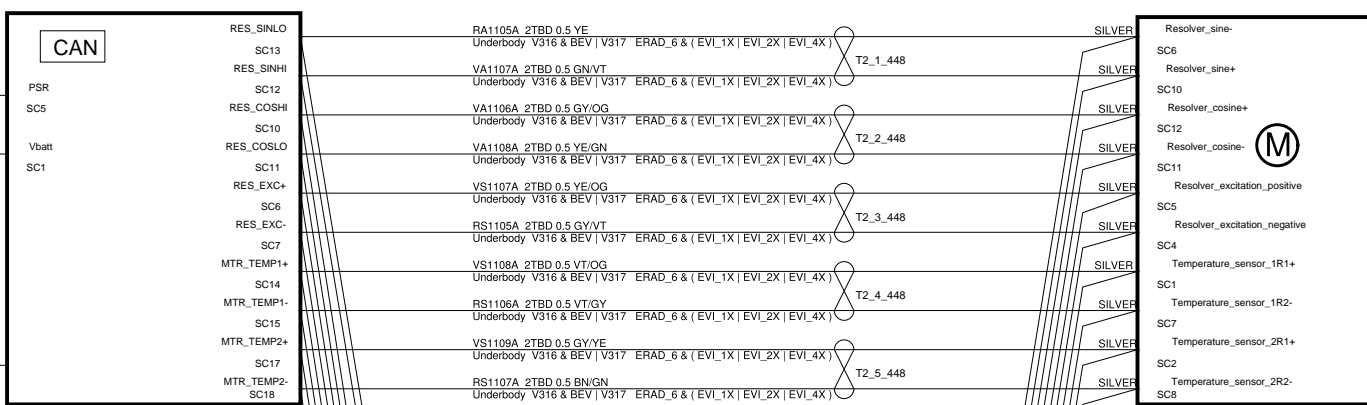 CAN
PSR
SC5
Vbatt
SC1
RES_SINLO
SC13
RES_SINHI
SC12
RES_COSHI
SC10
RES_COSLO
SC11
RES_EXC+
SC6
RES_EXC-
SC7
MTR_TEMP1+
SC14
MTR_TEMP1-
SC15
MTR_TEMP2+
SC17
MTR_TEMP2-
SC18
RA1105A 2TBD 0.5 YE
Underbody V316 & BEV | V317 ERAD_6 & ( EVI_1X | EVI_2X | EVI_4X )
VA1107A 2TBD 0.5 GN/VT
Underbody V316 & BEV | V317 ERAD_6 & ( EVI_1X | EVI_2X | EVI_4X )
VA1106A 2TBD 0.5 GY/OG
Underbody V316 & BEV | V317 ERAD_6 & ( EVI_1X | EVI_2X | EVI_4X )
VA1108A 2TBD 0.5 YE/GN
Underbody V316 & BEV | V317 ERAD_6 & ( EVI_1X | EVI_2X | EVI_4X )
VS1107A 2TBD 0.5 YE/OG
Underbody V316 & BEV | V317 ERAD_6 & ( EVI_1X | EVI_2X | EVI_4X )
RS1105A 2TBD 0.5 GY/VT
Underbody V316 & BEV | V317 ERAD_6 & ( EVI_1X | EVI_2X | EVI_4X )
VS1108A 2TBD 0.5 VT/OG
Underbody V316 & BEV | V317 ERAD_6 & ( EVI_1X | EVI_2X | EVI_4X )
RS1106A 2TBD 0.5 VT/GY
Underbody V316 & BEV | V317 ERAD_6 & ( EVI_1X | EVI_2X | EVI_4X )
VS1109A 2TBD 0.5 GY/YE
Underbody V316 & BEV | V317 ERAD_6 & ( EVI_1X | EVI_2X | EVI_4X )
RS1107A 2TBD 0.5 BN/GN
Underbody V316 & BEV | V317 ERAD_6 & ( EVI_1X | EVI_2X | EVI_4X )
T2_1_448
T2_2_448
T2_3_448
T2_4_448
T2_5_448
SILVER
SILVER
SILVER
SILVER
SILVER
SILVER
SILVER
SILVER
SILVER
SILVER
Resolver_sine-
SC6
Resolver_sine+
SC10
Resolver_cosine+
SC12
Resolver_cosine-
SC11
Resolver_excitation_positive
SC5
Resolver_excitation_negative
SC4
Temperature_sensor_1R1+
SC1
Temperature_sensor_1R2-
SC7
Temperature_sensor_2R1+
SC2
Temperature_sensor_2R2-
SC8
M